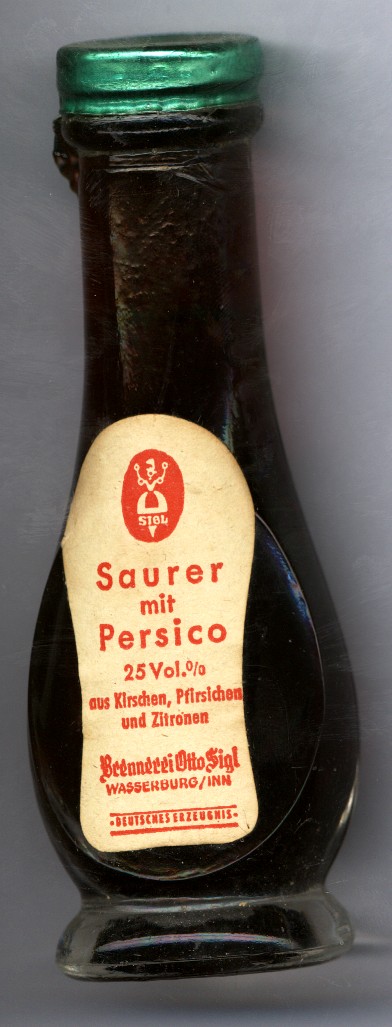 SIGL
Saurer
mit
Persico
25 Vol.%
aus Kirschen, Pfirsichen
und Zitronen
Brennerei Otto Sigl
WASSERBURG/INN
·DEUTSCHES ERZEUGNIS·